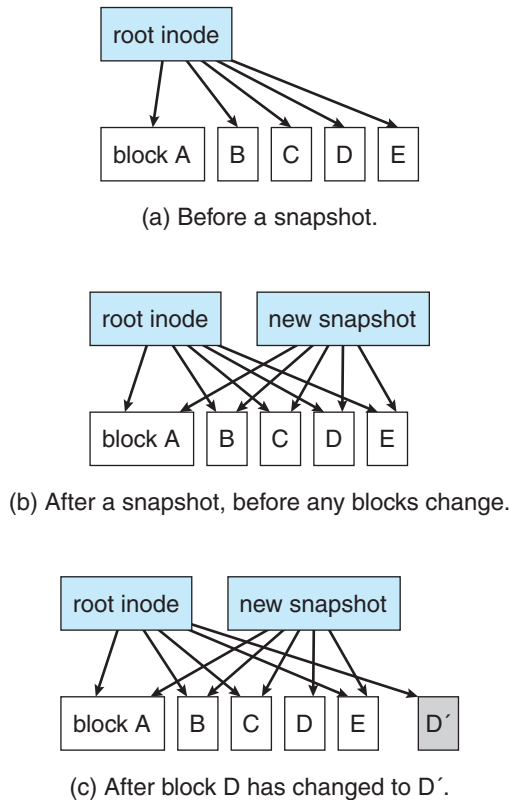 root inode
block A B C D E
(a) Before a snapshot.
root inode new snapshot
block A B C D E
(b) After a snapshot, before any blocks change.
root inode new snapshot
block A B C D E D´
(c) After block D has changed to D´.